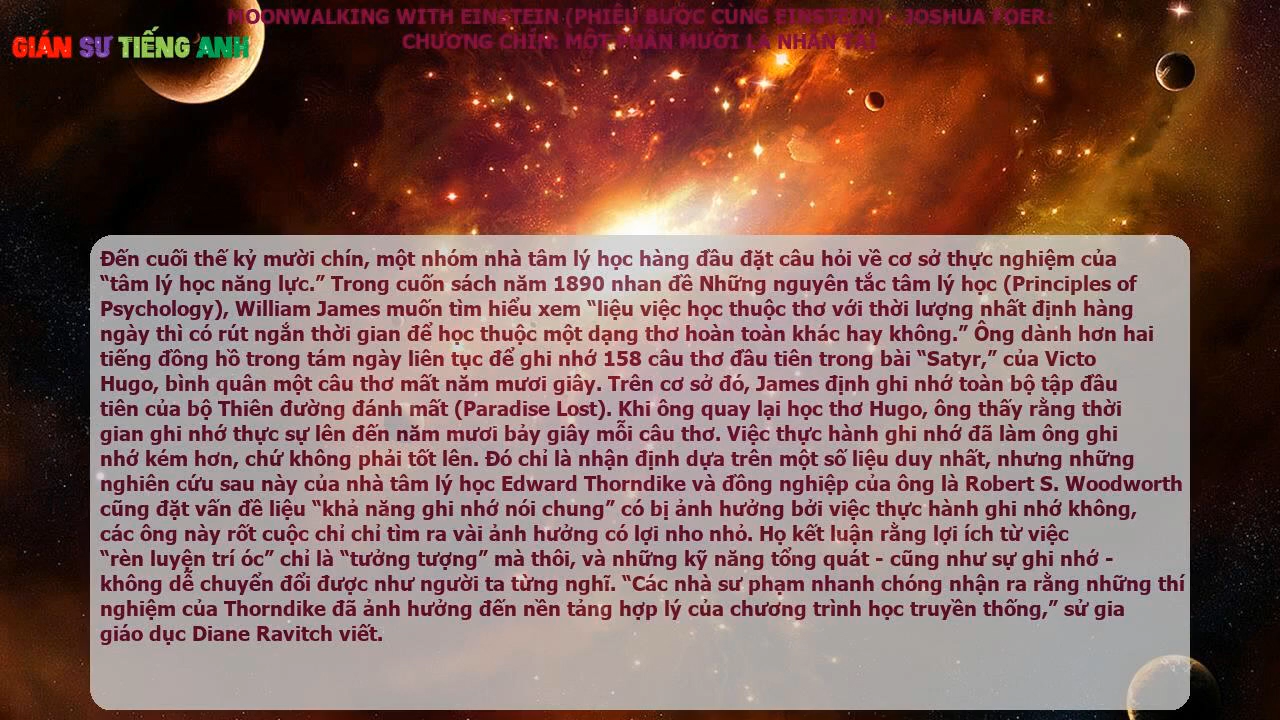 MOONWALKING WITH EINSTEIN (PHIÊU BƯỚC CÙNG EINSTEIN) - JOSHUA FOER:
CHƯƠNG CHÍN: MỘT PHẦN MƯỜI LÀ NHÂN TÀI
GIÁN SƯ TIẾNG ANH
Đến cuối thế kỷ mười chín, một nhóm nhà tâm lý học hàng đầu đặt câu hỏi về cơ sở thực nghiệm của
“tâm lý học năng lực.” Trong cuốn sách năm 1890 nhan đề Những nguyên tắc tâm lý học (Principles of
Psychology), William James muốn tìm hiểu xem “liệu việc học thuộc thơ với thời lượng nhất định hàng
ngày thì có rút ngắn thời gian để học thuộc một dạng thơ hoàn toàn khác hay không.” Ông dành hơn hai
tiếng đồng hồ trong tám ngày liên tục để ghi nhớ 158 câu thơ đầu tiên trong bài “Satyr,” của Victo
Hugo, bình quân một câu thơ mất năm mươi giây. Trên cơ sở đó, James định ghi nhớ toàn bộ tập đầu
tiên của bộ Thiên đường đánh mất (Paradise Lost). Khi ông quay lại học thơ Hugo, ông thấy rằng thời
gian ghi nhớ thực sự lên đến năm mươi bảy giây mỗi câu thơ. Việc thực hành ghi nhớ đã làm ông ghi
nhớ kém hơn, chứ không phải tốt lên. Đó chỉ là nhận định dựa trên một số liệu duy nhất, nhưng những
nghiên cứu sau này của nhà tâm lý học Edward Thorndike và đồng nghiệp của ông là Robert S. Woodworth
cũng đặt vấn đề liệu “khả năng ghi nhớ nói chung” có bị ảnh hưởng bởi việc thực hành ghi nhớ không,
các ông này rốt cuộc chỉ chỉ tìm ra vài ảnh hưởng có lợi nho nhỏ. Họ kết luận rằng lợi ích từ việc
“rèn luyện trí óc” chỉ là “tưởng tượng” mà thôi, và những kỹ năng tổng quát - cũng như sự ghi nhớ -
không dễ chuyển đổi được như người ta từng nghĩ. “Các nhà sư phạm nhanh chóng nhận ra rằng những thí
nghiệm của Thorndike đã ảnh hưởng đến nền tảng hợp lý của chương trình học truyền thống,” sử gia
giáo dục Diane Ravitch viết.